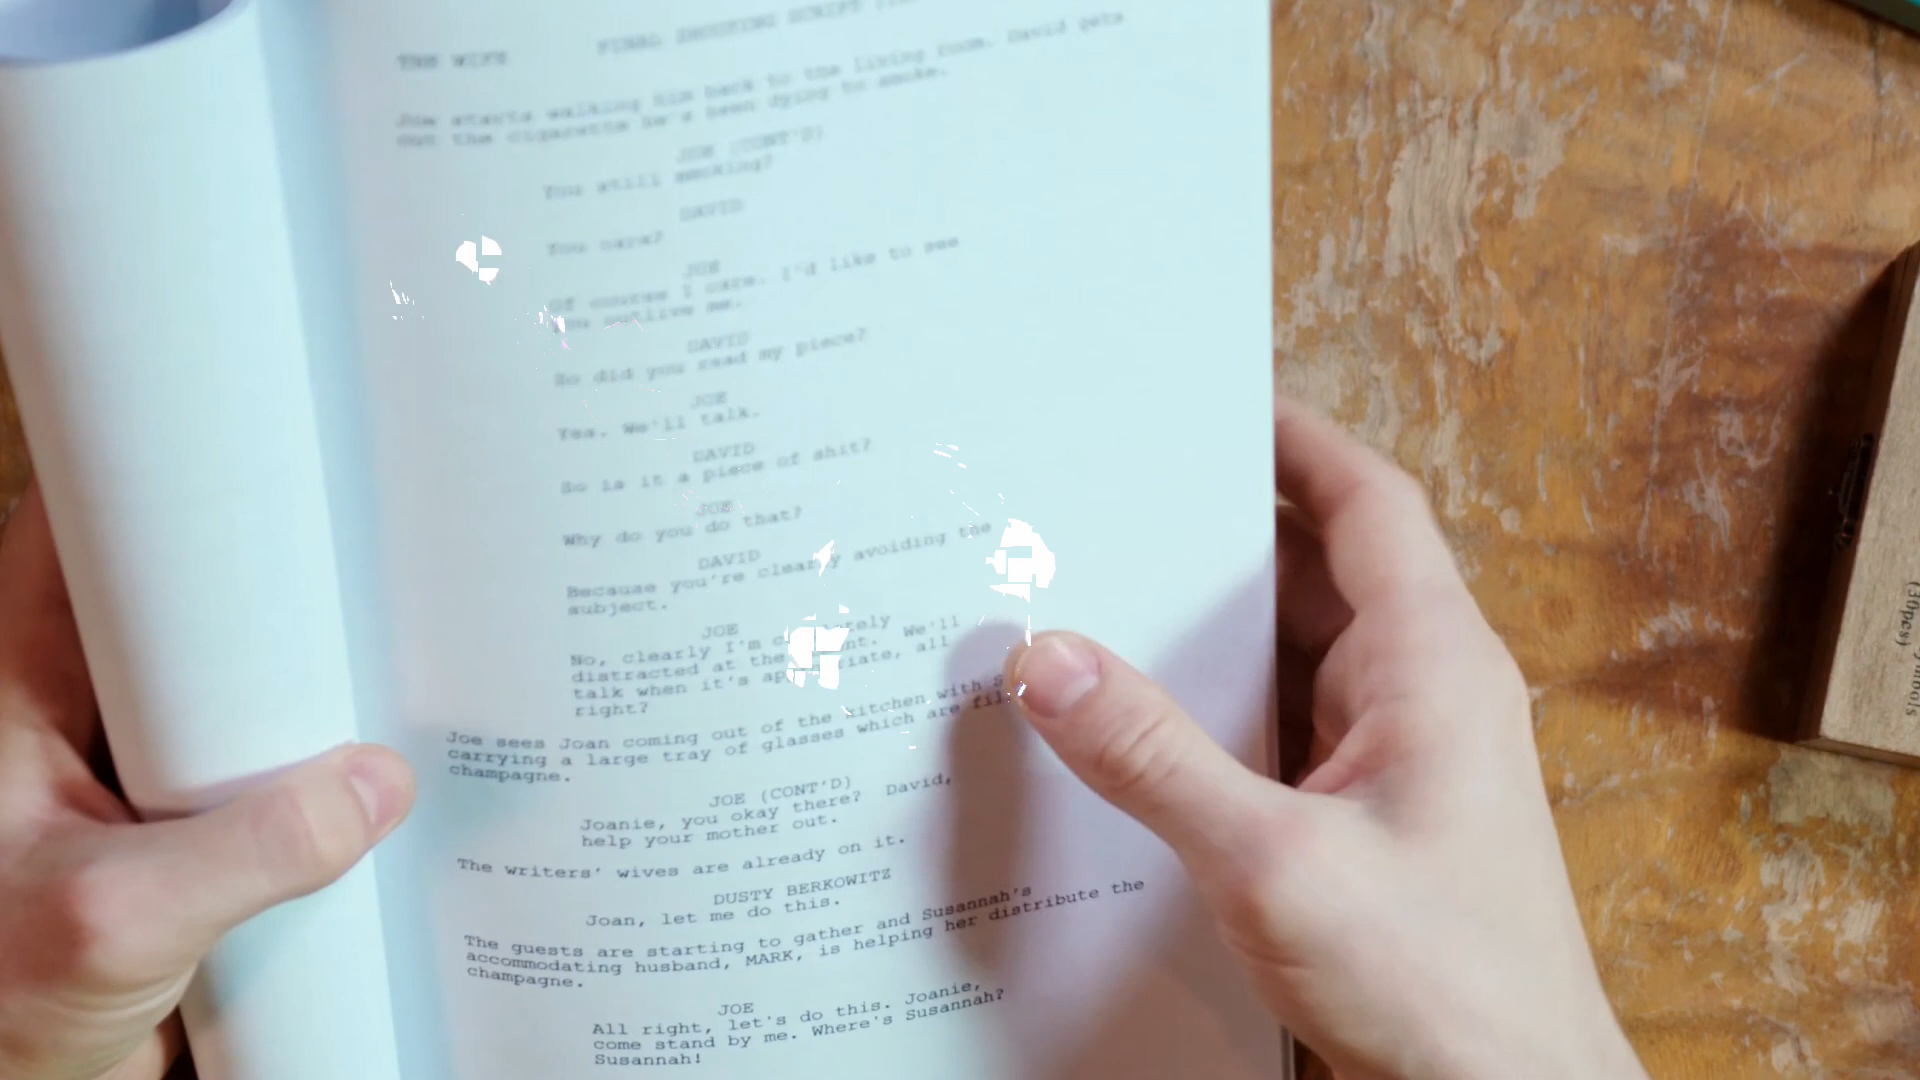 THE WIFE FINAL SHOOTING SCRIPT
Joe starts walking him back to the living room. David gets
out the cigarette he's been dying to smoke.
JOE (CONT'D)
You still smoking?
DAVID
You care?
JOE
Of course I care. I'd like to see
you outlive me.
DAVID
So did you read my piece?
JOE
Yea. We'll talk.
DAVID
So is it a piece of shit?
JOE
Why do you do that?
DAVID
Because you're clearly avoiding the
subject.
JOE
No, clearly I'm
distracted at the We'll
talk when it's all
right?
Joe sees Joan coming out of the kitchen with
carrying a large tray of glasses which are
champagne.
JOE (CONT'D)
Joanie, you okay there? David,
help your mother out.
The writers' wives are already on it.
DUSTY BERKOWITZ
Joan, let me do this.
The guests are starting to gather and Susannah's
accommodating husband, MARK, is helping her distribute the
champagne.
JOE
All right, let's do this. Joanie,
come stand by me. Where's Susannah?
Susannah!
(30pcs)